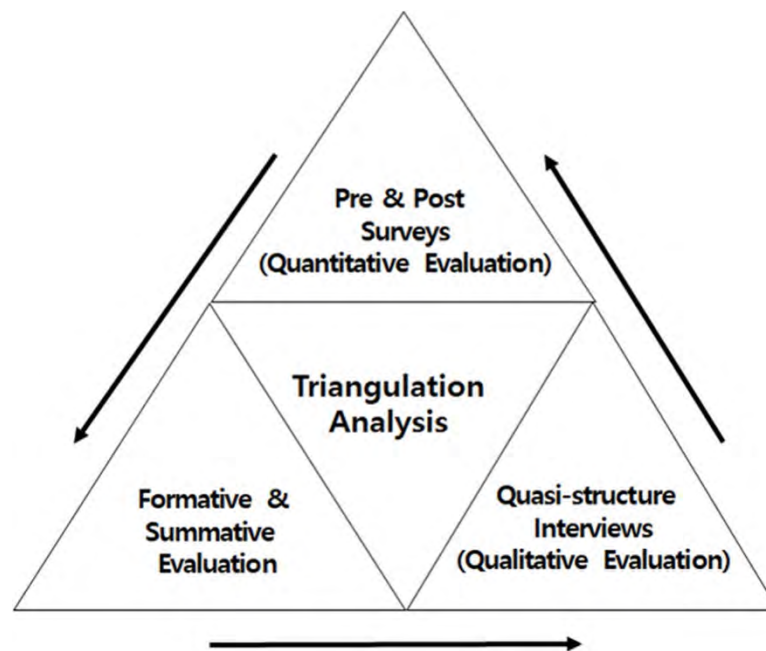 Pre & Post
Surveys
(Quantitative Evaluation)
Triangulation
Analysis
Formative &
Summative
Evaluation
Quasi-structure
Interviews
(Qualitative Evaluation)